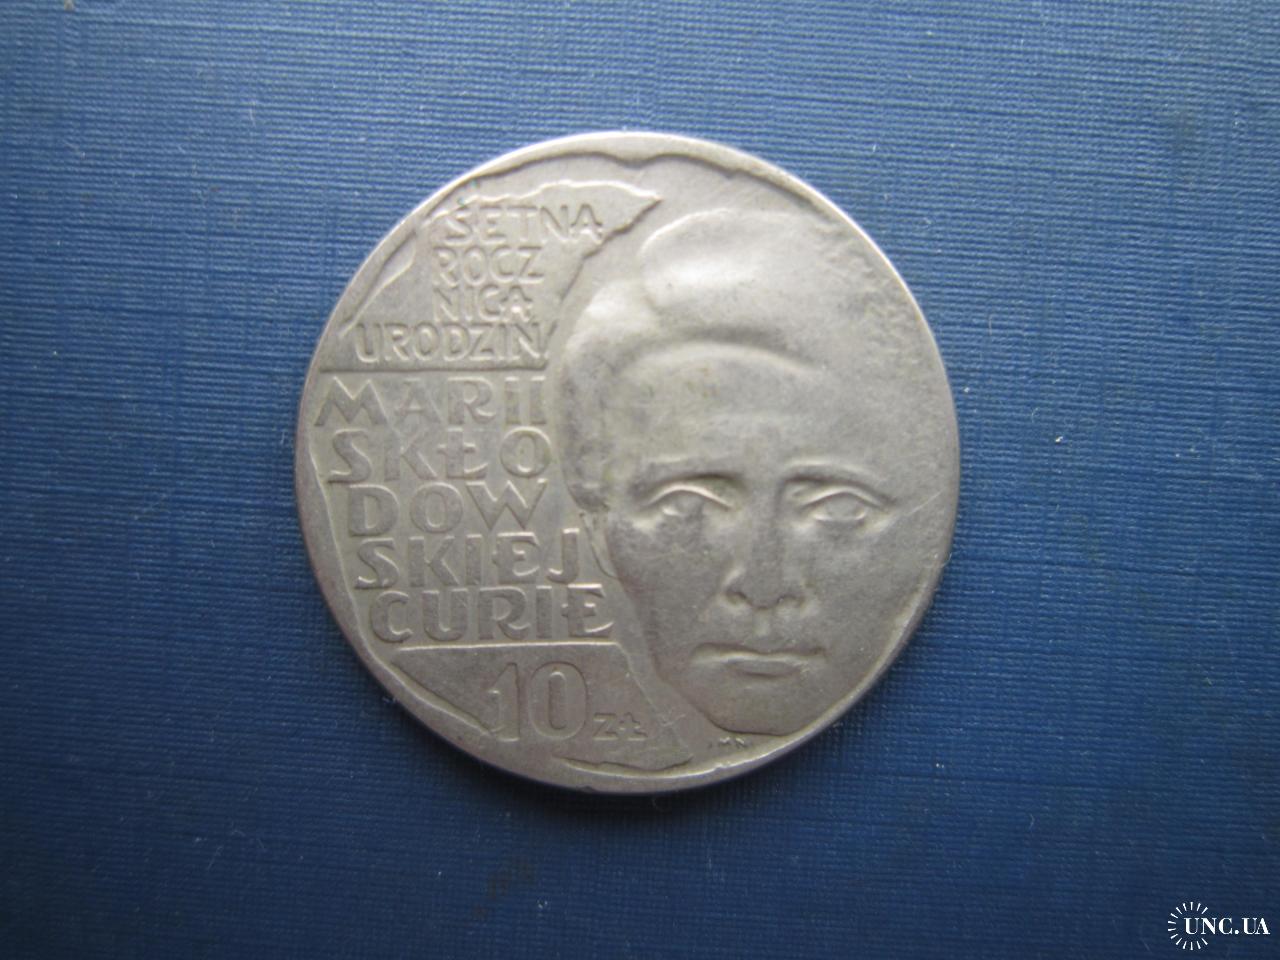 SETNA
ROCZ
NICA
URODZIN
MARII
SKŁO
DOW
SKIEJ
CURIE
10 ZŁ
UNC.UA